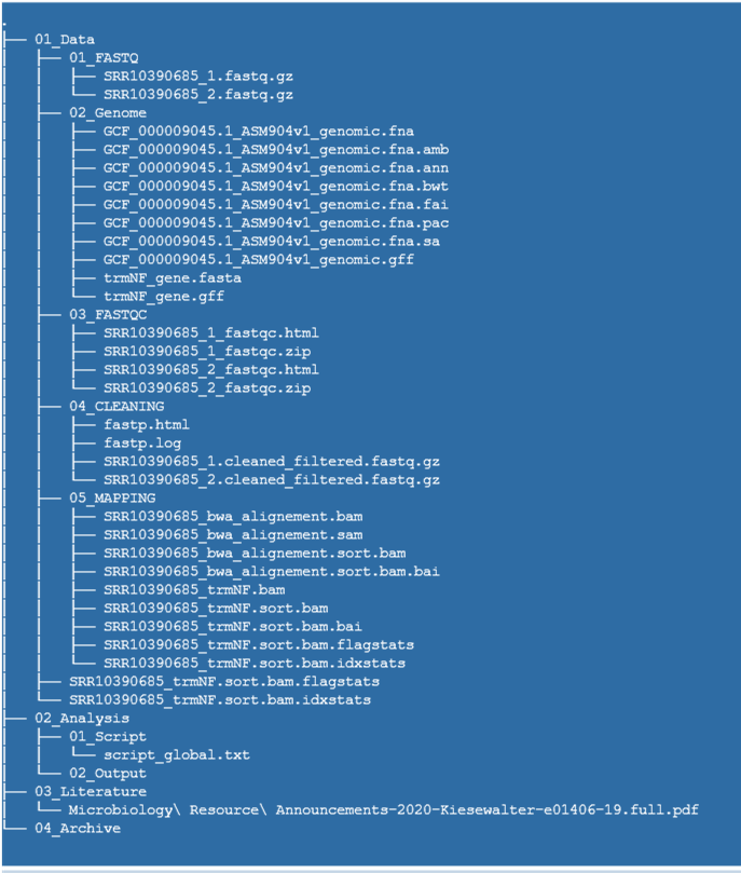 .
├── 01_Data
│   ├── 01_FASTQ
│   │   ├── SRR10390685_1.fastq.gz
│   │   └── SRR10390685_2.fastq.gz
│   ├── 02_Genome
│   │   ├── GCF_000009045.1_ASM904v1_genomic.fna
│   │   ├── GCF_000009045.1_ASM904v1_genomic.fna.amb
│   │   ├── GCF_000009045.1_ASM904v1_genomic.fna.ann
│   │   ├── GCF_000009045.1_ASM904v1_genomic.fna.bwt
│   │   ├── GCF_000009045.1_ASM904v1_genomic.fna.fai
│   │   ├── GCF_000009045.1_ASM904v1_genomic.fna.pac
│   │   ├── GCF_000009045.1_ASM904v1_genomic.fna.sa
│   │   ├── GCF_000009045.1_ASM904v1_genomic.gff
│   │   ├── trmNF_gene.fasta
│   │   └── trmNF_gene.gff
│   ├── 03_FASTQC
│   │   ├── SRR10390685_1_fastqc.html
│   │   ├── SRR10390685_1_fastqc.zip
│   │   ├── SRR10390685_2_fastqc.html
│   │   └── SRR10390685_2_fastqc.zip
│   ├── 04_CLEANING
│   │   ├── fastp.html
│   │   ├── fastp.log
│   │   ├── SRR10390685_1.cleaned_filtered.fastq.gz
│   │   └── SRR10390685_2.cleaned_filtered.fastq.gz
│   ├── 05_MAPPING
│   │   ├── SRR10390685_bwa_alignement.bam
│   │   ├── SRR10390685_bwa_alignement.sam
│   │   ├── SRR10390685_bwa_alignement.sort.bam
│   │   ├── SRR10390685_bwa_alignement.sort.bam.bai
│   │   ├── SRR10390685_trmNF.bam
│   │   ├── SRR10390685_trmNF.sort.bam
│   │   ├── SRR10390685_trmNF.sort.bam.bai
│   │   ├── SRR10390685_trmNF.sort.bam.flagstats
│   │   └── SRR10390685_trmNF.sort.bam.idxstats
│   ├── SRR10390685_trmNF.sort.bam.flagstats
│   └── SRR10390685_trmNF.sort.bam.idxstats
├── 02_Analysis
│   ├── 01_Script
│   │   └── script_global.txt
│   └── 02_Output
├── 03_Literature
│   └── Microbiology\ Resource\ Announcements-2020-Kiesewalter-e01406-19.full.pdf
└── 04_Archive